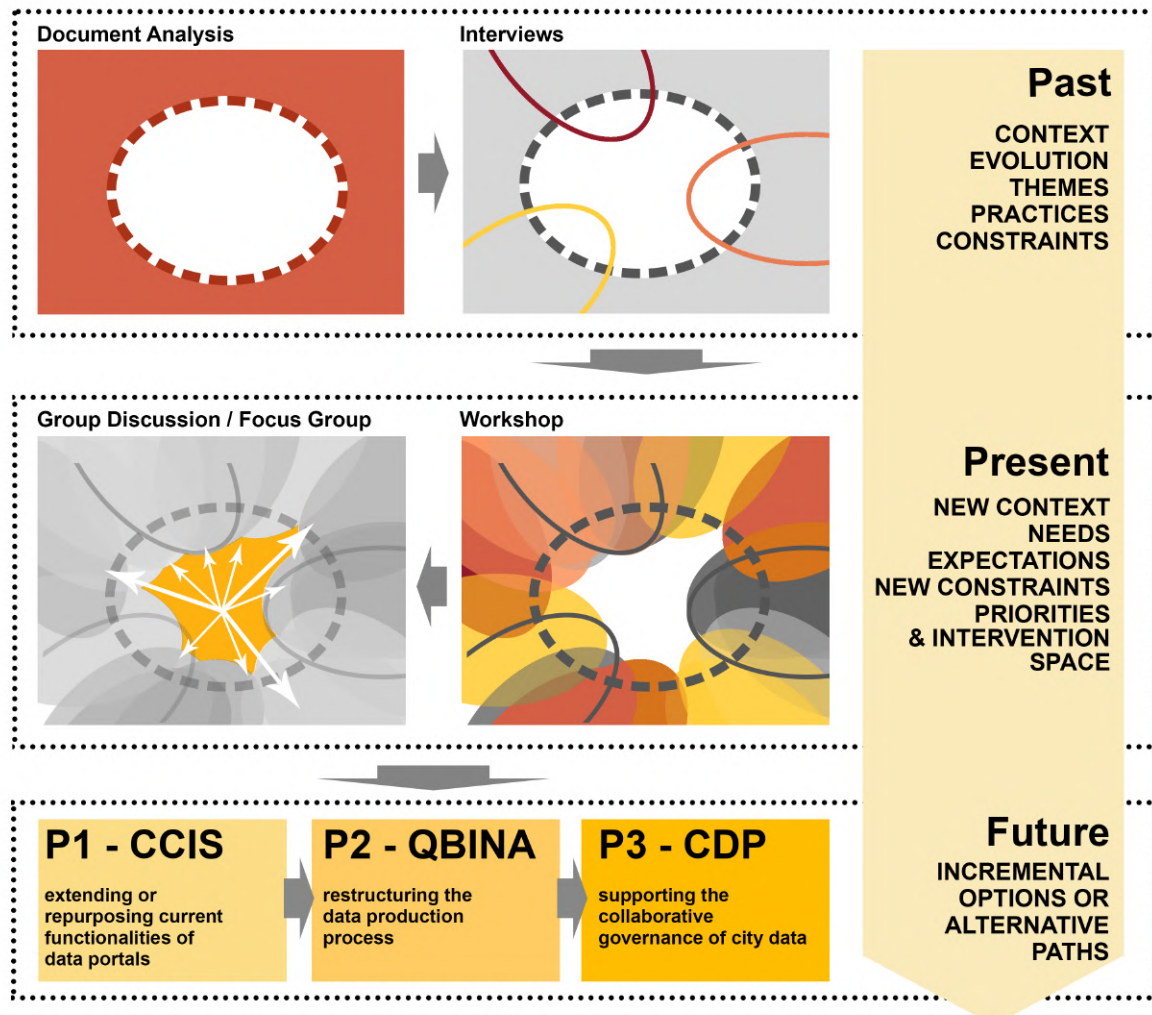 Document Analysis
Interviews
Past
CONTEXT
EVOLUTION
THEMES
PRACTICES
CONSTRAINTS
Group Discussion / Focus Group
Workshop
Present
NEW CONTEXT
NEEDS
EXPECTATIONS
NEW CONSTRAINTS
PRIORITIES
& INTERVENTION
SPACE
P1 - CCIS
extending or
repurposing current
functionalities of
data portals
P2 - QBINA
restructuring the
data production
process
P3 - CDP
supporting the
collaborative
governance of city data
Future
INCREMENTAL
OPTIONS OR
ALTERNATIVE
PATHS